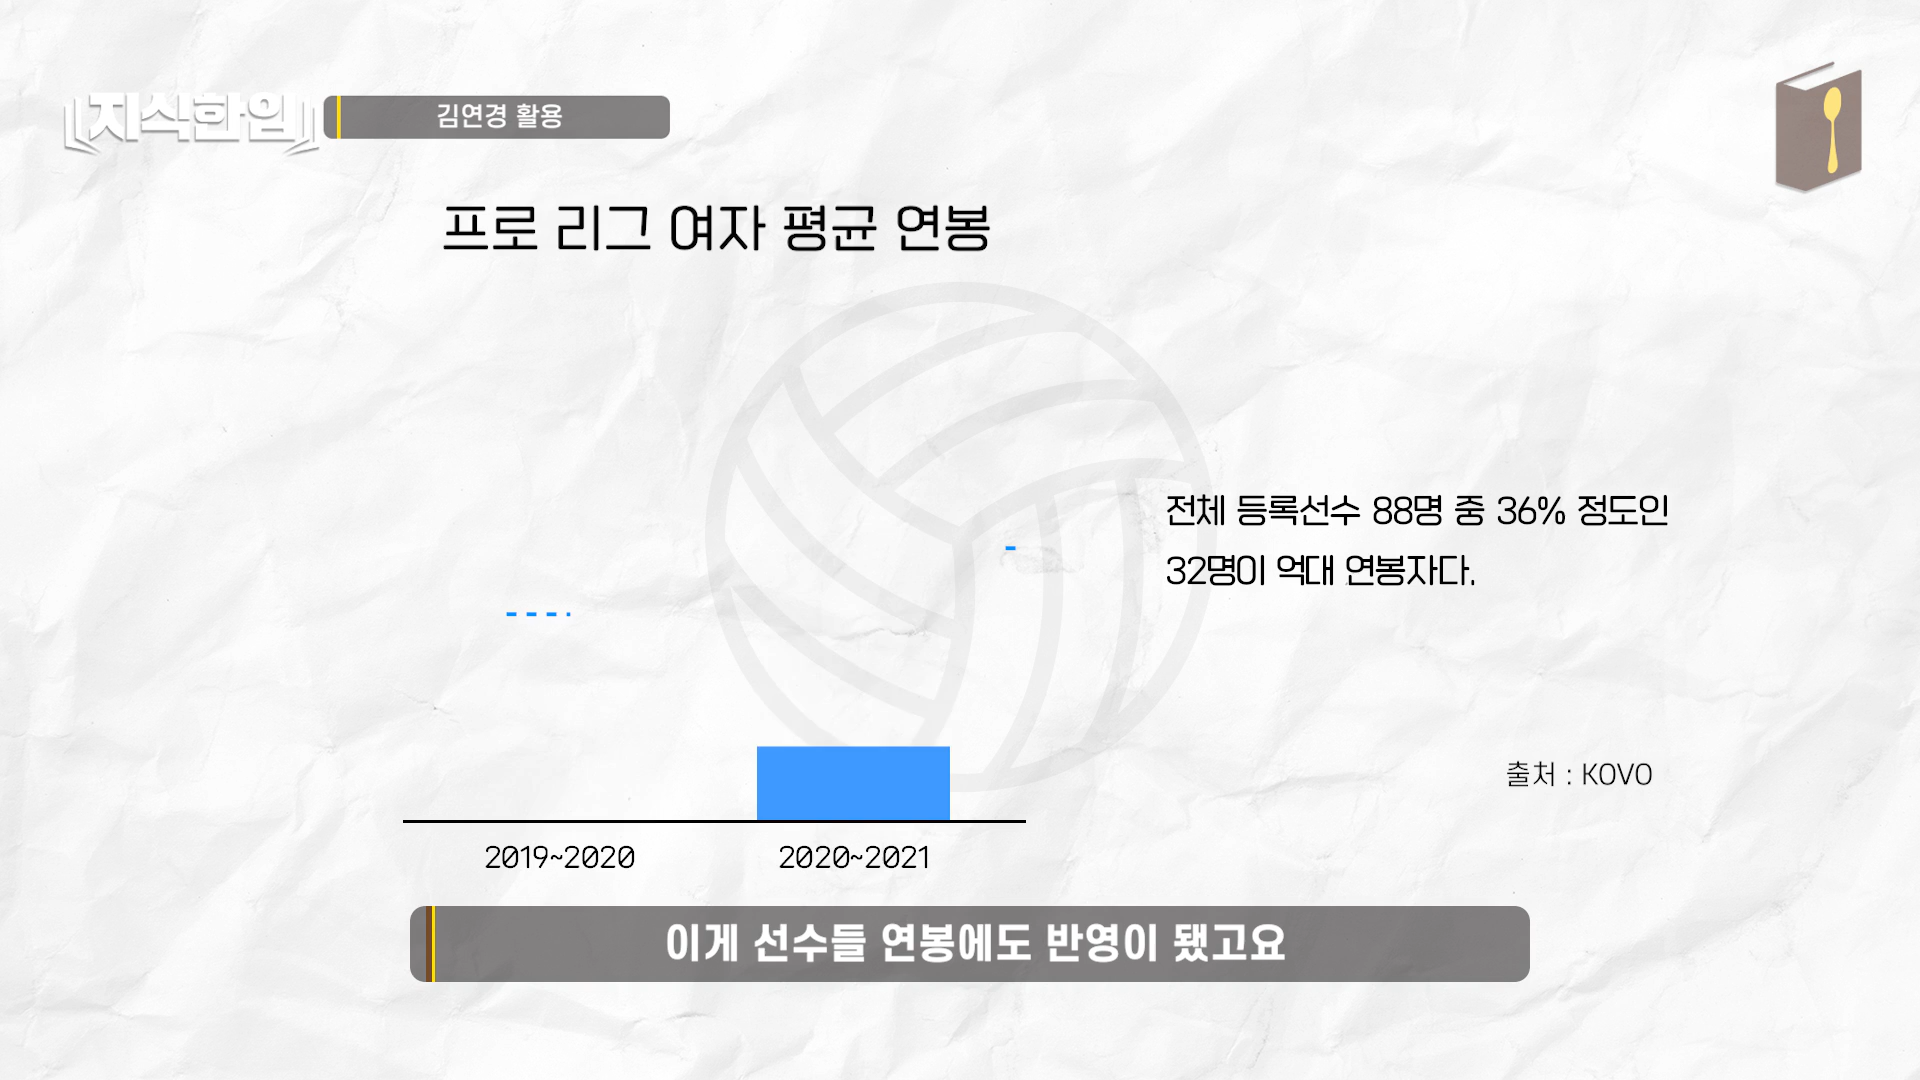 지식한입
김연경 활용
프로 리그 여자 평균 연봉
전체 등록선수 88명 중 36% 정도인
32명이 억대 연봉자다.
출처 : KOVO
2019~2020
2020~2021
이게 선수들 연봉에도 반영이 됐고요